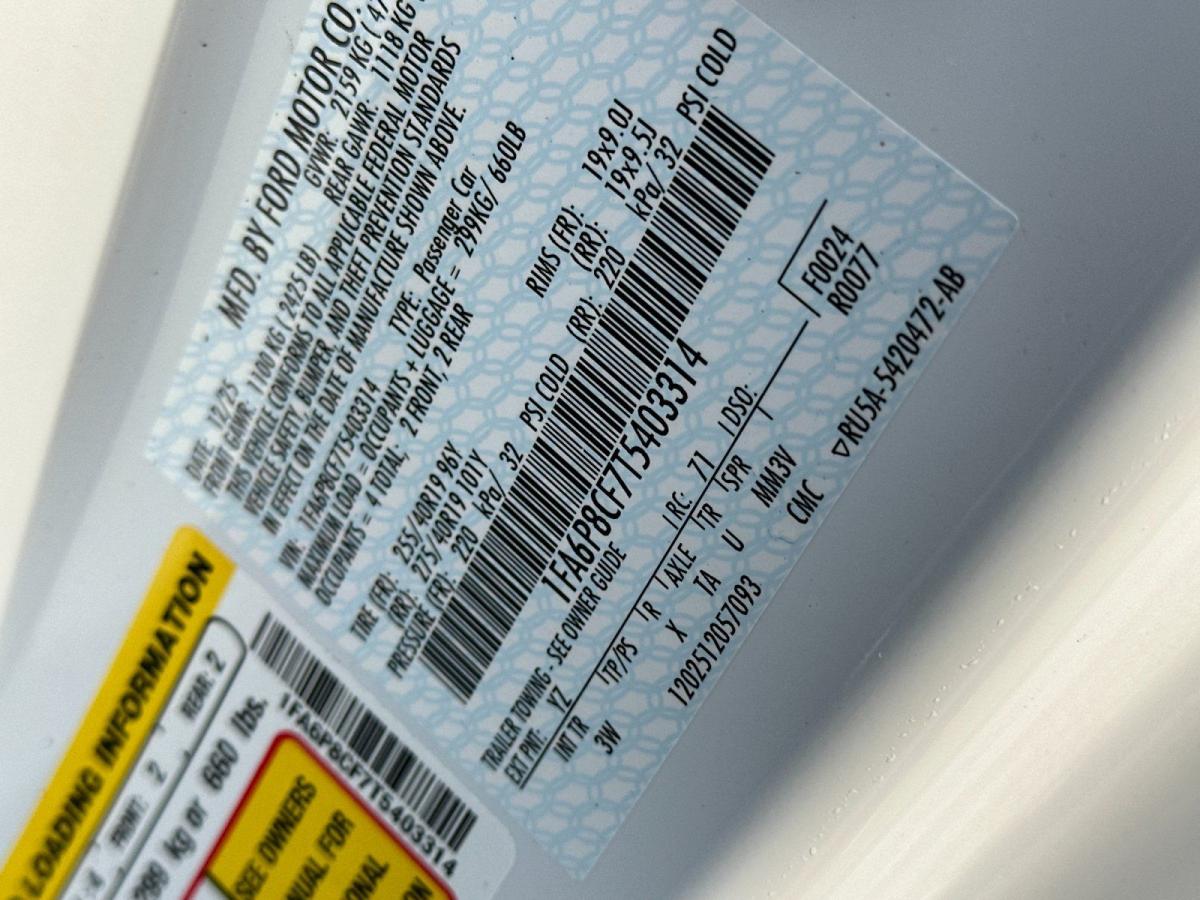 MFD. BY FORD MOTOR CO.
DATE: 12/25 GVWR: 2159 KG
FRONT GAWR: 1100 KG ( 2425 LB REAR GAWR: 1118 KG
THIS VEHICLE CONFORMS TO ALL APPLICABLE FEDERAL MOTOR
VEHICLE SAFETY, BUMPER, AND THEFT PREVENTION STANDARDS
IN EFFECT ON THE DATE OF MANUFACTURE SHOWN ABOVE.
VIN: 1FA6P8CF7T5403314 TYPE: Passenger Car
MAXIMUM LOAD = OCCUPANTS + LUGGAGE = 299KG/ 660LB
OCCUPANTS = 4 TOTAL: 2 FRONT, 2 REAR
TIRE (FR): 255/40R19 96Y RIMS (FR): 19x9.0J
(RR): 275/40R19 101Y (RR): 19x9.5J
PRESSURE (FR): 220 kPa/ 32 PSI COLD (RR): 220 kPa/ 32 PSI COLD
1FA6P8CF7T5403314
TRAILER TOWING - SEE OWNER GUIDE
EXT PNT: YZ RC: 71 DSO: F0024
R0077
INT TR TP/PS R AXLE TR SPR T
3W X TA U MM3V
CMC
1202512057093 ▽RU5A-5420472-AB
LOADING INFORMATION
FRONT: 2 REAR: 2
299 kg or 660 lbs.
1FA6P8CF7T5403314
SEE OWNERS
FOR